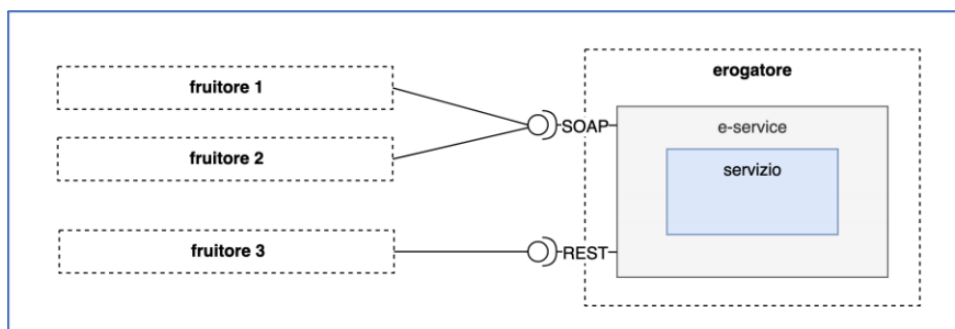 fruitore 1
fruitore 2
fruitore 3
SOAP
REST
erogatore
e-service
servizio